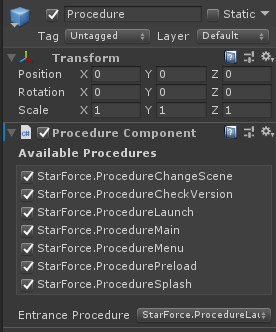 Procedure Static
Tag Untagged Layer Default
Transform
Position X 0 Y 0 Z 0
Rotation X 0 Y 0 Z 0
Scale X 1 Y 1 Z 1
Procedure Component
Available Procedures
StarForce.ProcedureChangeScene
StarForce.ProcedureCheckVersion
StarForce.ProcedureLaunch
StarForce.ProcedureMain
StarForce.ProcedureMenu
StarForce.ProcedurePreload
StarForce.ProcedureSplash
Entrance Procedure StarForce.ProcedureLau